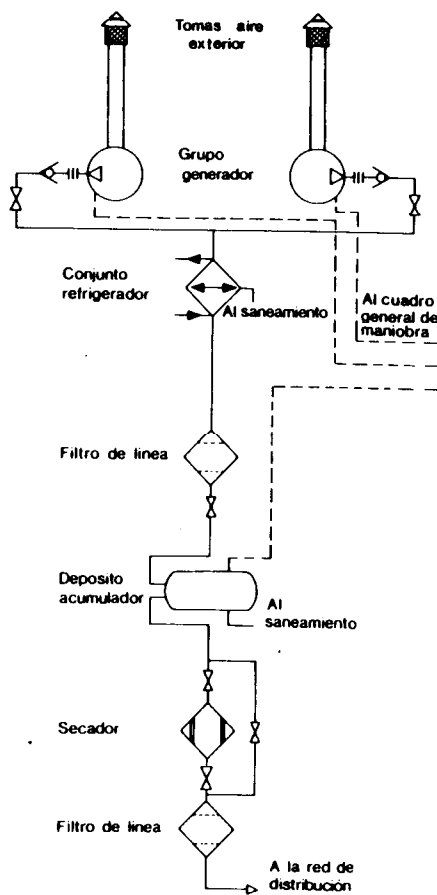 Tomas aire
exterior
Grupo
generador
Conjunto
refrigerador
Al saneamiento
Al cuadro
general de
maniobra
Filtro de linea
Deposito
acumulador
Al
saneamiento
Secador
Filtro de linea
A la red de
distribución